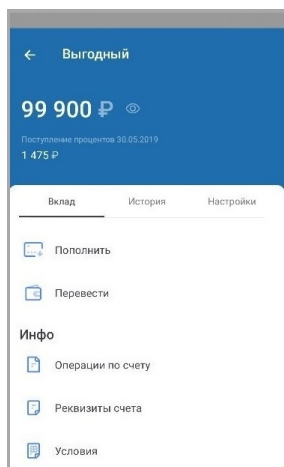 Выгодный
99 900 ₽
Поступление процентов 30.05.2019
1 475 ₽
Вклад История Настройки
Пополнить
Перевести
Инфо
Операции по счету
Реквизиты счета
Условия